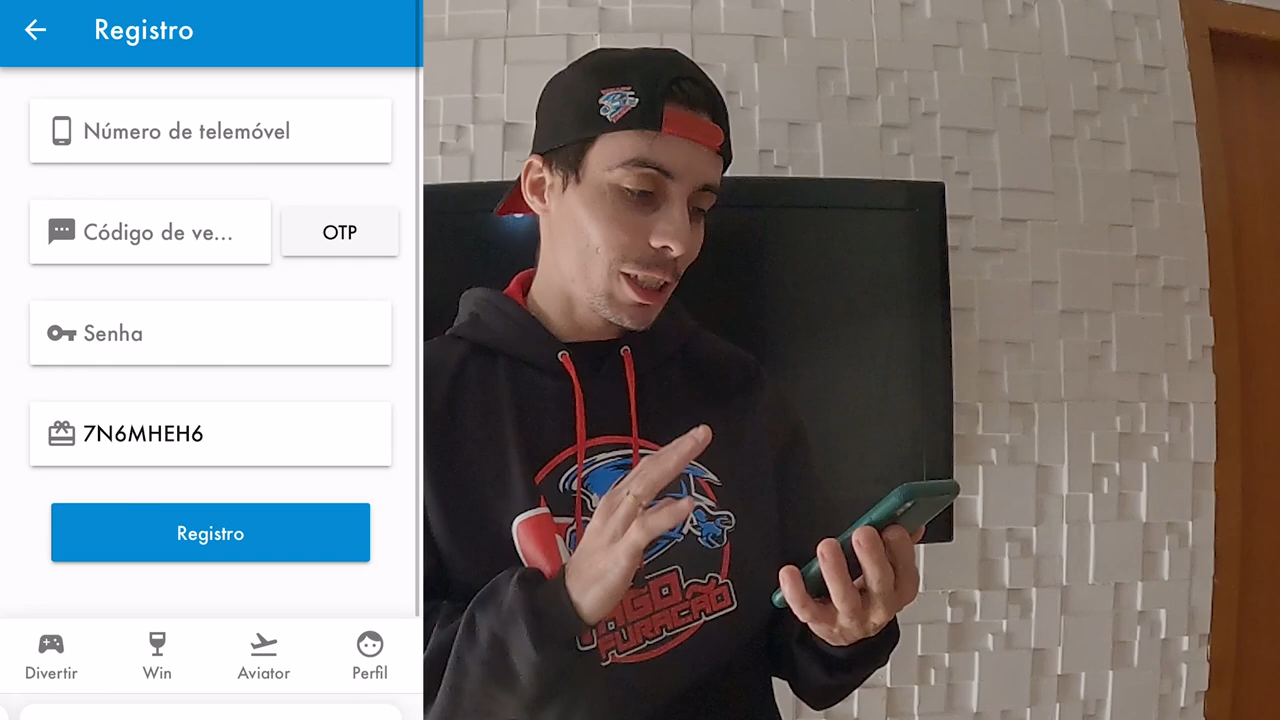 Registro
Número de telemóvel
Código de ve...
OTP
Senha
7N6MHEH6
Registro
Divertir
Win
Aviator
Perfil
FURACÃO